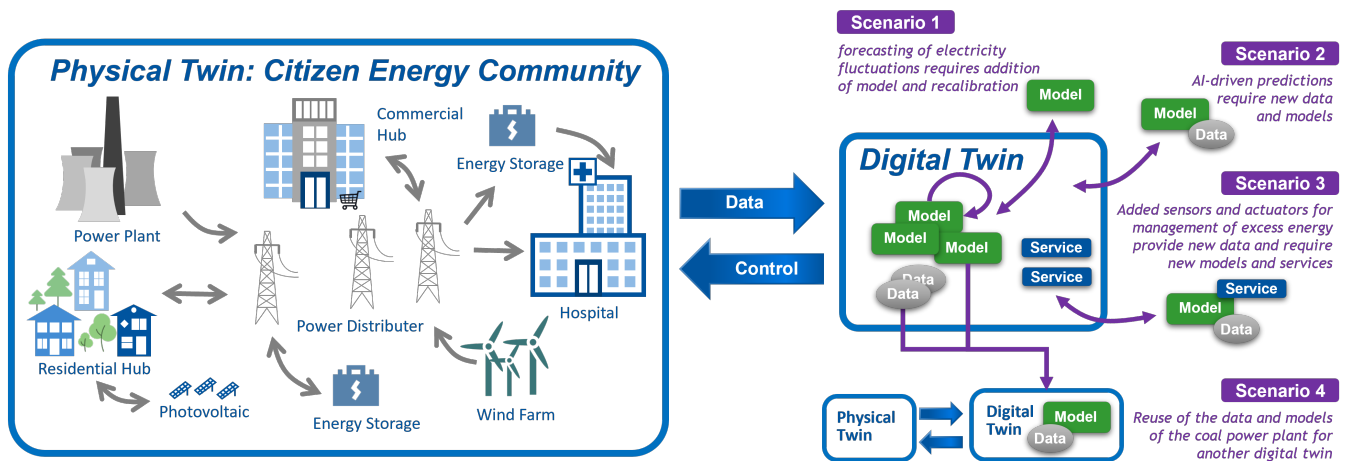 Physical Twin: Citizen Energy Community
Power Plant
Commercial
Hub
Energy Storage
Hospital
Residential Hub
Power Distributer
Photovoltaic
Energy Storage
Wind Farm
Data
Control
Scenario 1
forecasting of electricity
fluctuations requires addition
of model and recalibration
Model
Scenario 2
AI-driven predictions
require new data
and models
Model
Data
Digital Twin
Model
Model
Model
Data
Data
Service
Service
Scenario 3
Added sensors and actuators for
management of excess energy
provide new data and require
new models and services
Service
Model
Data
Scenario 4
Reuse of the data and models
of the coal power plant for
another digital twin
Physical
Twin
Digital
Twin
Model
Data